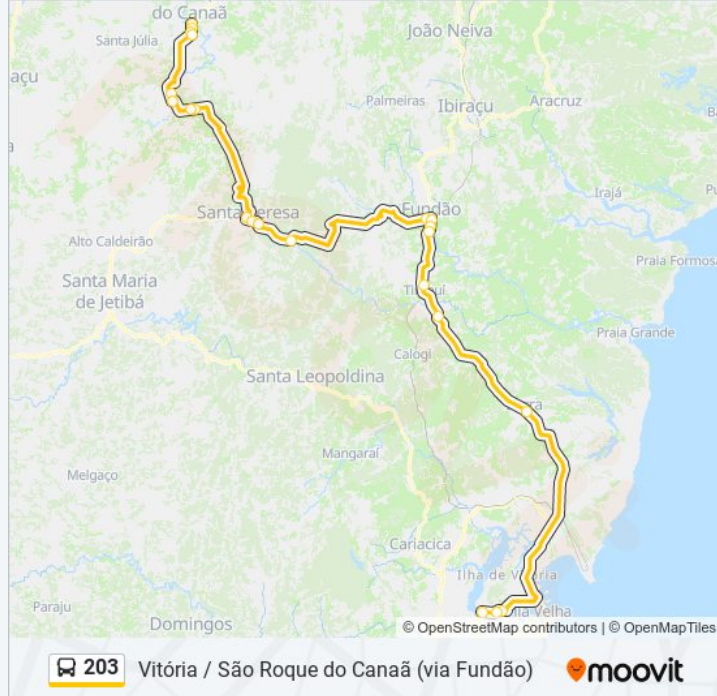 do Canaã
Santa Júlia
João Neiva
açu
Palmeiras
Ibiraçu
Aracruz
Irajá
Santa Teresa
Fundão
Alto Caldeirão
Santa Maria
de Jetibá
Praia Formosa
Praia Grande
Calogi
Santa Leopoldina
Mangaraí
Melgaço
Cariacica
Ilha de Vitória
Paraju
Domingos
Vila Velha
© OpenStreetMap contributors | © OpenMapTiles
203 Vitória / São Roque do Canaã (via Fundão) moovit